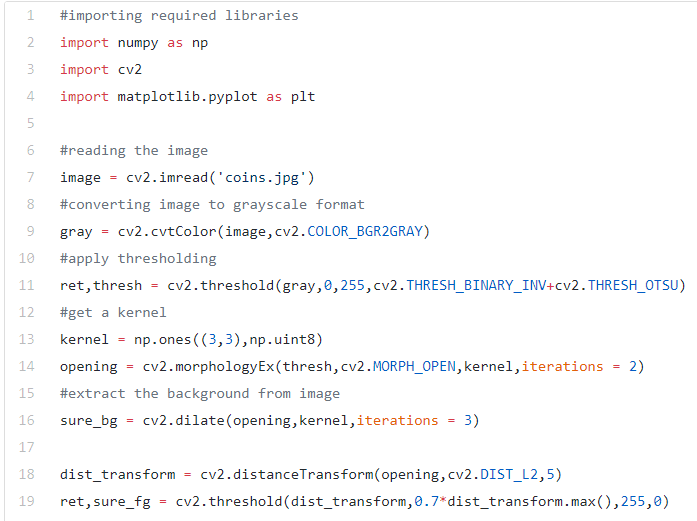 1 #importing required libraries
2 import numpy as np
3 import cv2
4 import matplotlib.pyplot as plt
5
6 #reading the image
7 image = cv2.imread('coins.jpg')
8 #converting image to grayscale format
9 gray = cv2.cvtColor(image,cv2.COLOR_BGR2GRAY)
10 #apply thresholding
11 ret,thresh = cv2.threshold(gray,0,255,cv2.THRESH_BINARY_INV+cv2.THRESH_OTSU)
12 #get a kernel
13 kernel = np.ones((3,3),np.uint8)
14 opening = cv2.morphologyEx(thresh,cv2.MORPH_OPEN,kernel,iterations = 2)
15 #extract the background from image
16 sure_bg = cv2.dilate(opening,kernel,iterations = 3)
17
18 dist_transform = cv2.distanceTransform(opening,cv2.DIST_L2,5)
19 ret,sure_fg = cv2.threshold(dist_transform,0.7*dist_transform.max(),255,0)